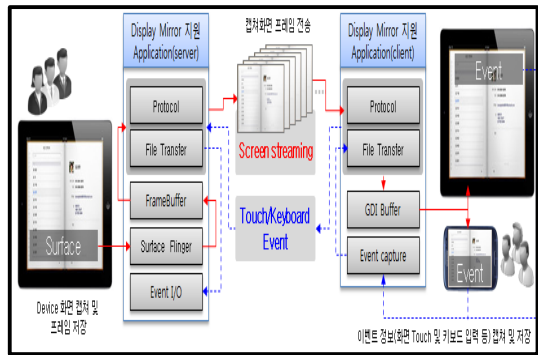 캡쳐화면 프레임 전송
Display Mirror 지원
Application(server)
Protocol
File Transfer
FrameBuffer
Surface Flinger
Event I/O
Surface
Device 화면 캡쳐 및
프레임 저장
Screen streaming
Touch/Keyboard
Event
Display Mirror 지원
Application(client)
Protocol
File Transfer
GDI Buffer
Event capture
Event
Event
이벤트 정보(화면 Touch 및 키보드 입력 등) 캡쳐 및 저장